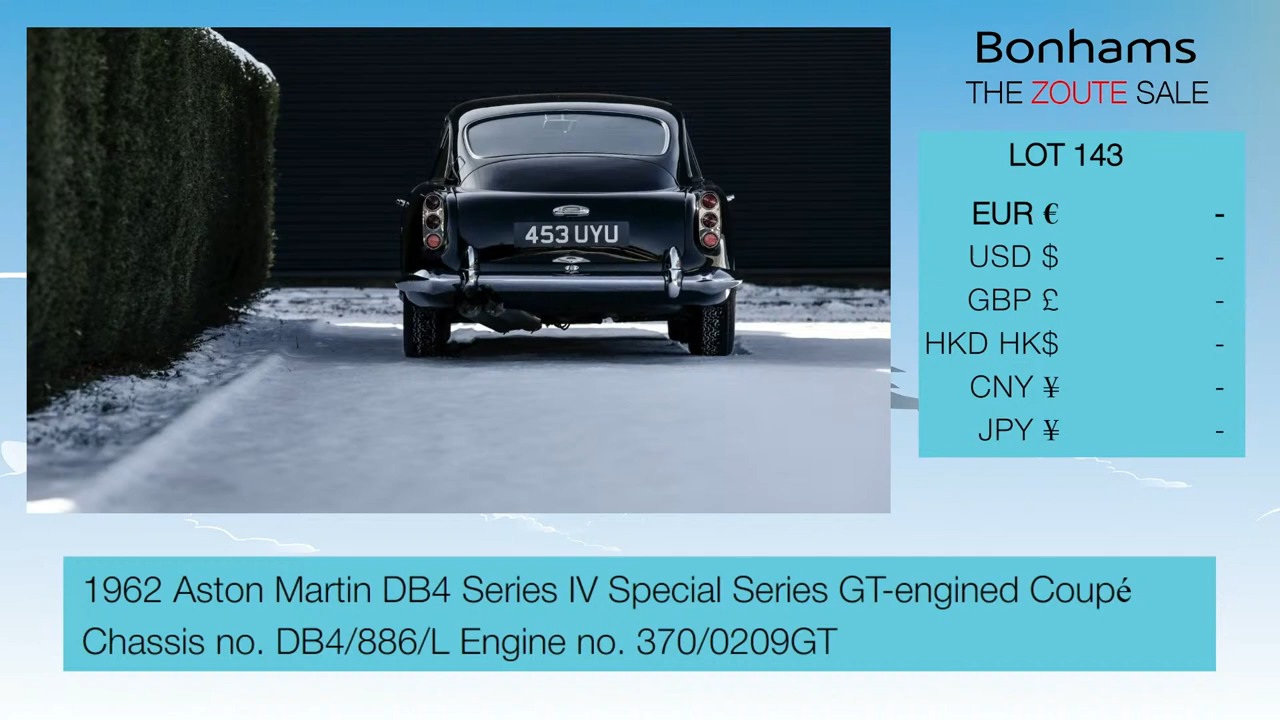 Bonhams
THE ZOUTE SALE
LOT 143
EUR € -
USD $ -
GBP £ -
HKD HK$ -
CNY ¥ -
JPY ¥ -
453 UYU
1962 Aston Martin DB4 Series IV Special Series GT-engined Coupé
Chassis no. DB4/886/L Engine no. 370/0209GT